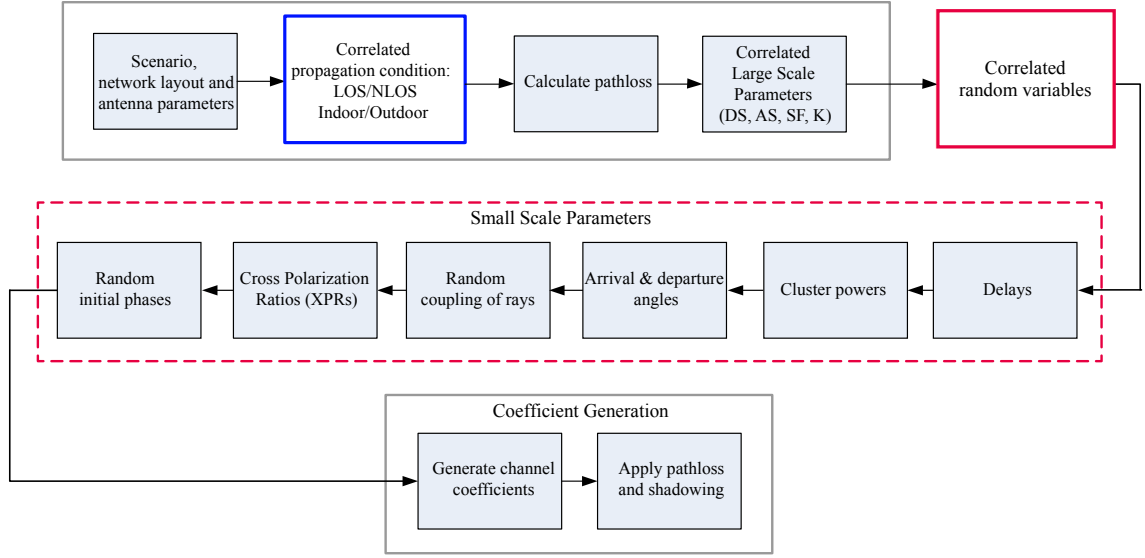 Scenario,
network layout and
antenna parameters
Correlated
propagation condition:
LOS/NLOS
Indoor/Outdoor
Calculate pathloss
Correlated
Large Scale
Parameters
(DS, AS, SF, K)
Correlated
random variables
Small Scale Parameters
Random
initial phases
Cross Polarization
Ratios (XPRs)
Random
coupling of rays
Arrival & departure
angles
Cluster powers
Delays
Coefficient Generation
Generate channel
coefficients
Apply pathloss
and shadowing